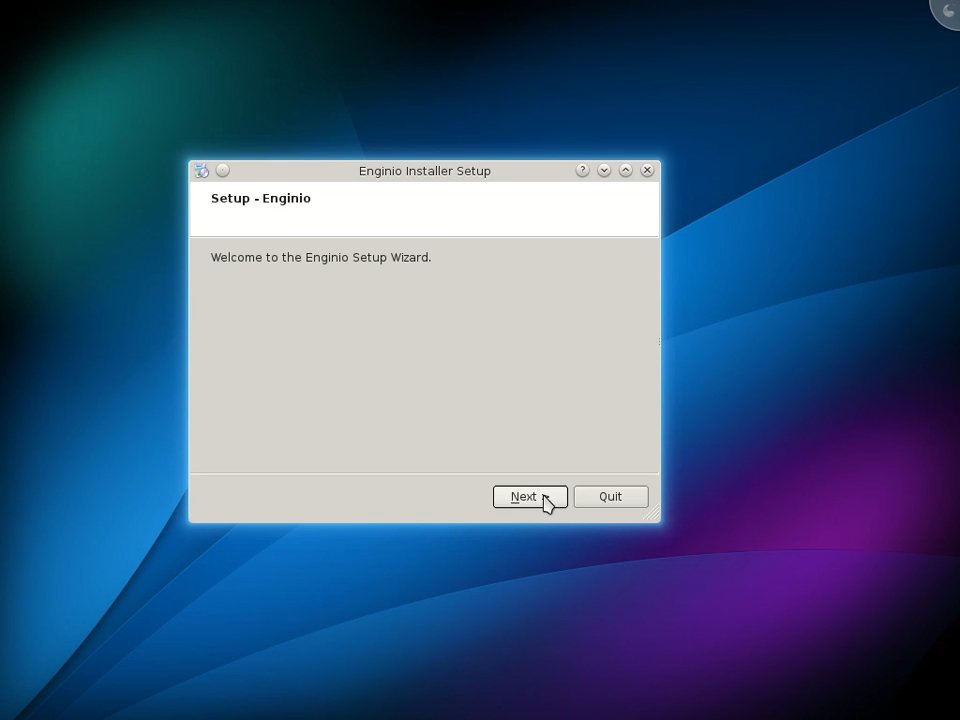 Enginio Installer Setup
Setup - Enginio
Welcome to the Enginio Setup Wizard.
Next >
Quit